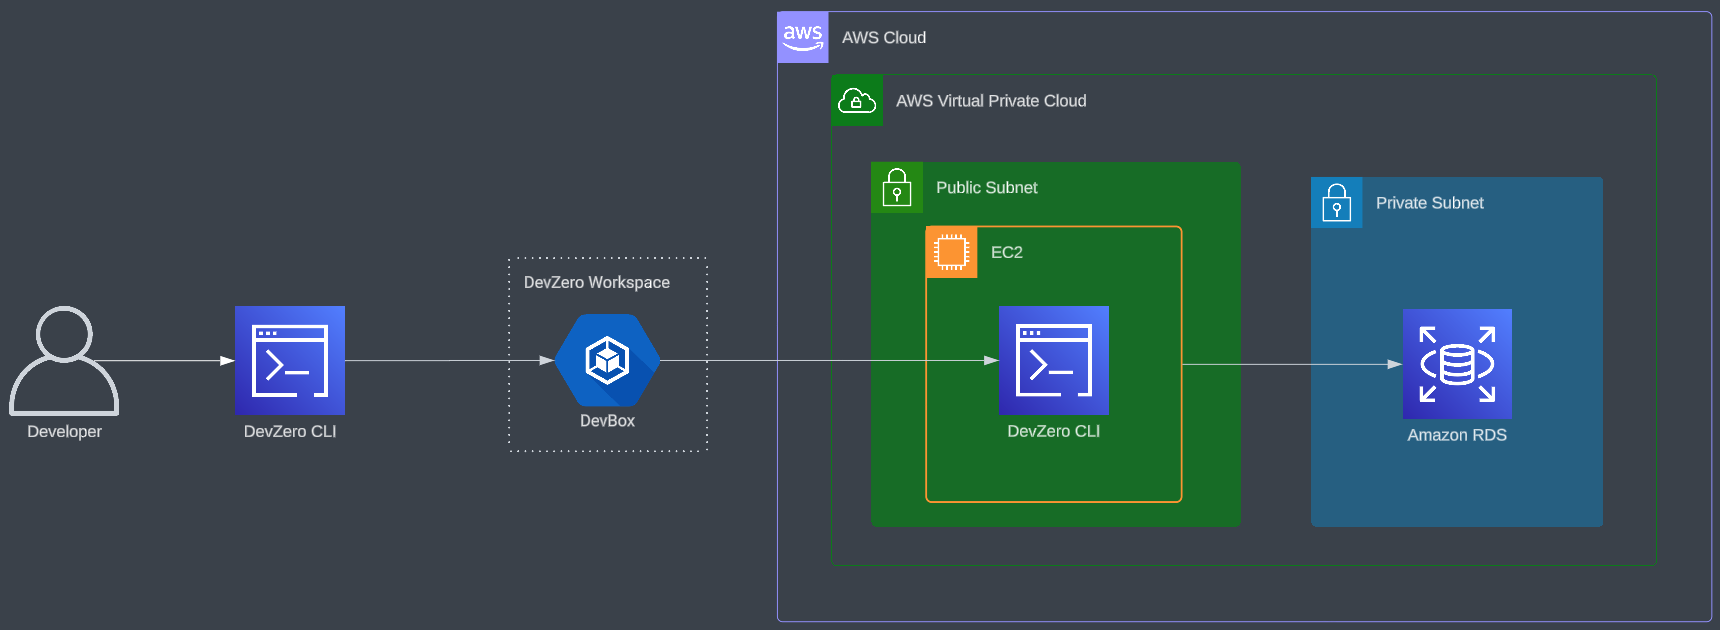 aws
AWS Cloud
AWS Virtual Private Cloud
Public Subnet
Private Subnet
EC2
DevZero Workspace
Developer
DevZero CLI
DevBox
DevZero CLI
Amazon RDS